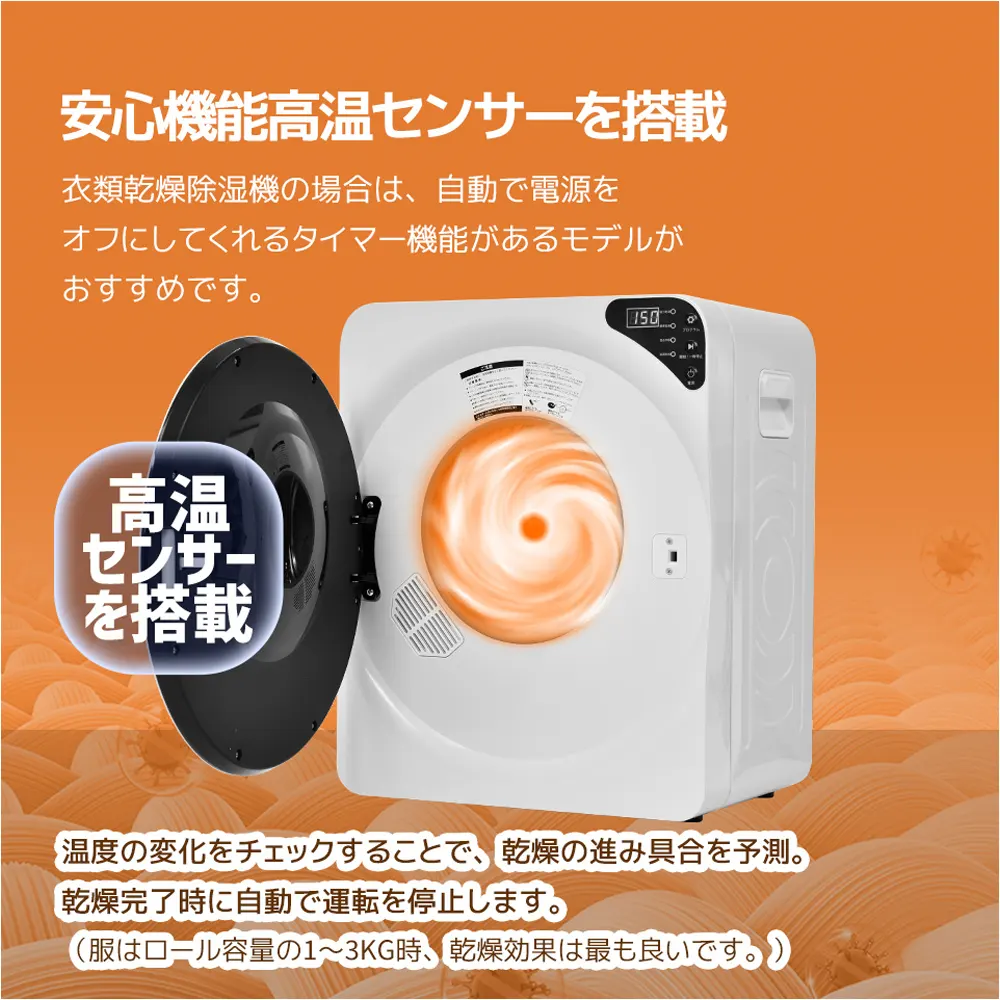 安心機能高温センサーを搭載
衣類乾燥除湿機の場合は、自動で電源を
オフにしてくれるタイマー機能があるモデルが
おすすめです。
150
プログラム
高温
センサー
を搭載
温度の変化をチェックすることで、乾燥の進み具合を予測。
乾燥完了時に自動で運転を停止します。
（服はロール容量の1〜3KG時、乾燥効果は最も良いです。）